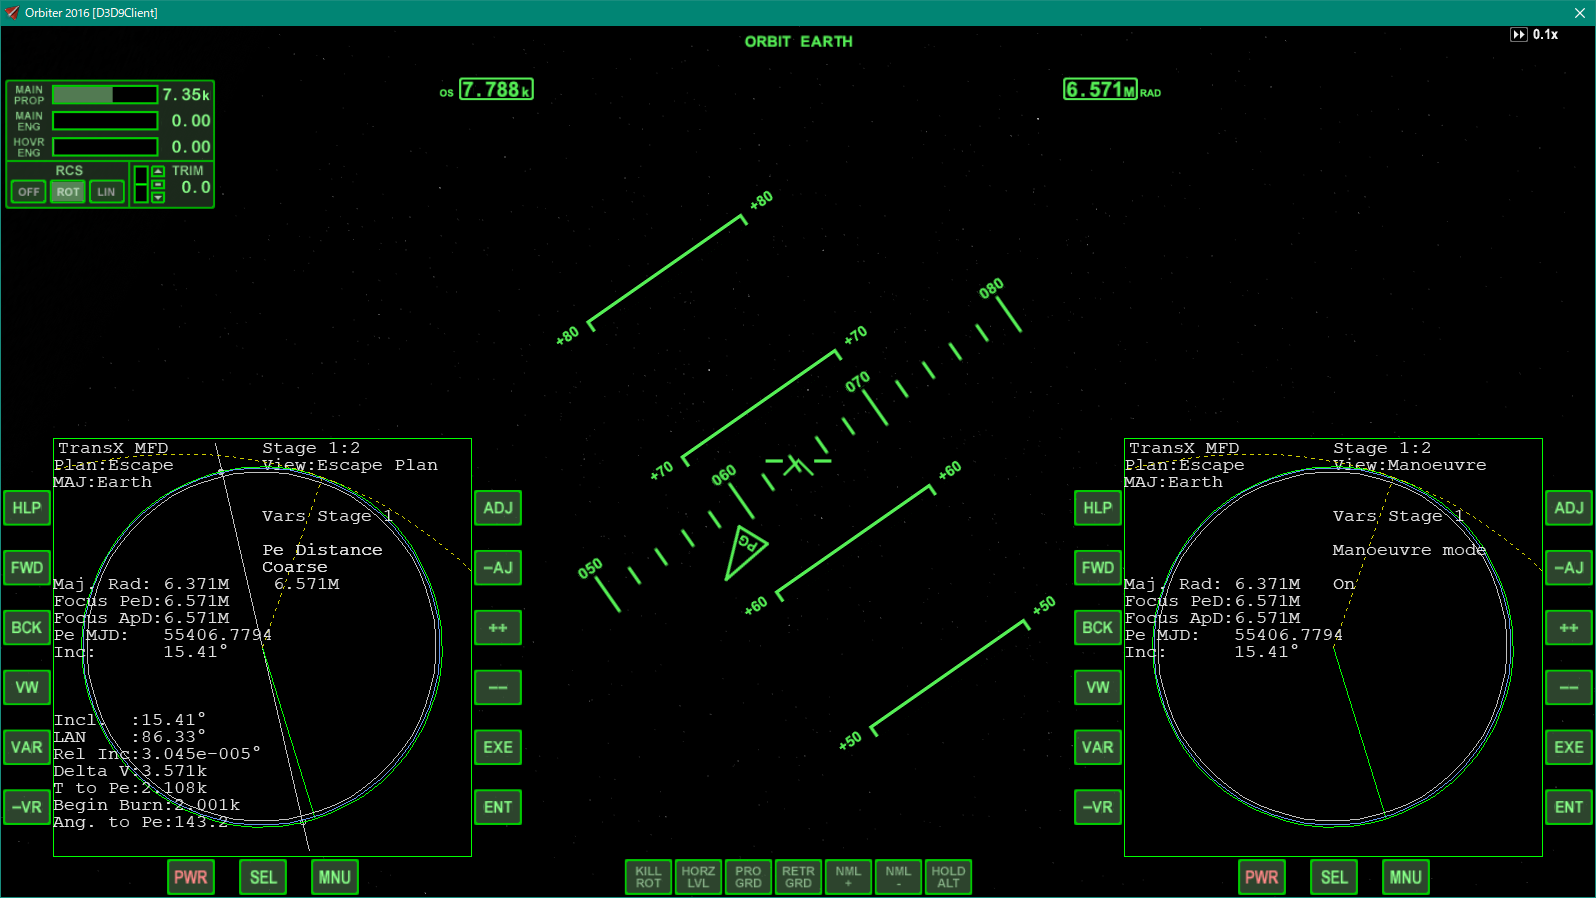 Orbiter 2016 [D3D9Client]
ORBIT EARTH
0.1x
OS 7.788k
6.571M RAD
MAIN PROP 7.35k
MAIN ENG 0.00
HOVR ENG 0.00
RCS
TRIM
OFF ROT LIN
0.0
+80
+80
080
+70
070
+70
060
+60
PG
050
+60
+50
+50
TransX MFD Stage 1:2
Plan:Escape View:Escape Plan
MAJ:Earth
Vars Stage 1
Pe Distance
Coarse
Maj. Rad: 6.371M 6.571M
Focus PeD:6.571M
Focus ApD:6.571M
Pe MJD: 55406.7794
Inc: 15.41°
Incl. :15.41°
LAN :86.33°
Rel Inc:3.045e-005°
Delta V:3.571k
T to Pe:2.108k
Begin Burn:2.001k
Ang. to Pe:143.2°
HLP
FWD
BCK
VW
VAR
-VR
ADJ
-AJ
++
--
EXE
ENT
PWR SEL MNU
KILL ROT
HORZ LVL
PRO GRD
RETR GRD
NML +
NML -
HOLD ALT
TransX MFD Stage 1:2
Plan:Escape View:Manoeuvre
MAJ:Earth
Vars Stage 1
Manoeuvre mode
Maj. Rad: 6.371M On
Focus PeD:6.571M
Focus ApD:6.571M
Pe MJD: 55406.7794
Inc: 15.41°
HLP
FWD
BCK
VW
VAR
-VR
ADJ
-AJ
++
--
EXE
ENT
PWR SEL MNU